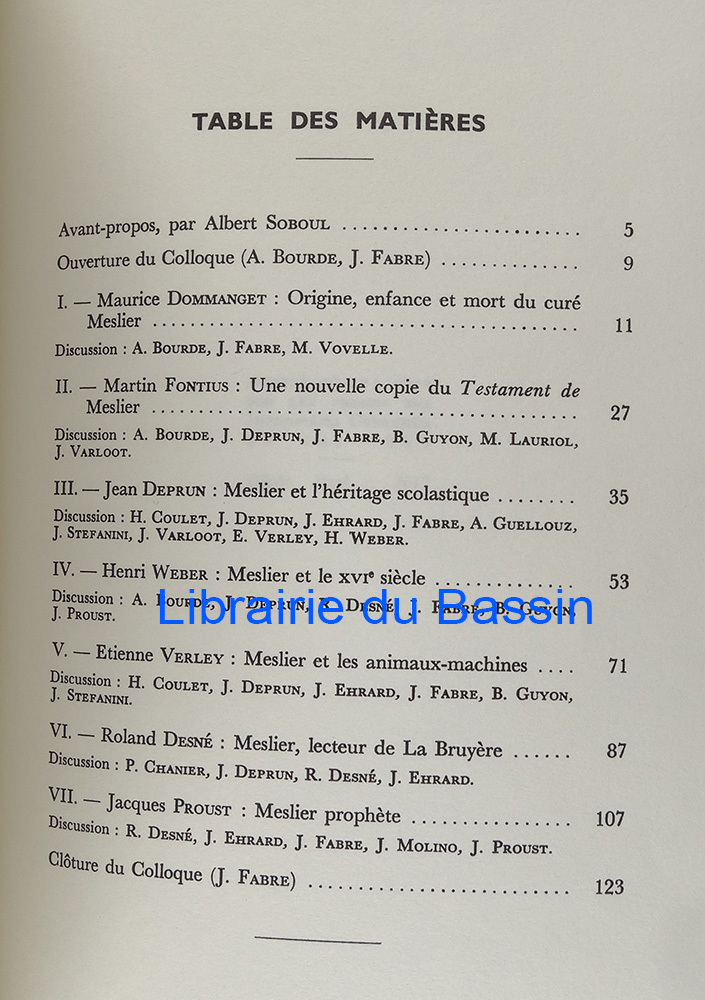 TABLE DES MATIÈRES
Avant-propos, par Albert SOBOUL ........................ 5
Ouverture du Colloque (A. BOURDE, J. FABRE) .............. 9
I. — Maurice DOMMANGET : Origine, enfance et mort du curé
Meslier ............................................. 11
Discussion : A. BOURDE, J. FABRE, M. VOVELLE.
II. — Martin FONTIUS : Une nouvelle copie du Testament de
Meslier ........................................... 27
Discussion : A. BOURDE, J. DEPRUN, J. FABRE, B. GUYON, M. LAURIOL,
J. VARLOOT.
III. — Jean DEPRUN : Meslier et l'héritage scolastique ........ 35
Discussion : H. COULET, J. DEPRUN, J. EHRARD, J. FABRE, A. GUELLOUZ,
J. STEFANINI, J. VARLOOT, E. VERLEY, H. WEBER.
IV. — Henri WEBER : Meslier et le XVIe siècle .............. 53
Discussion : A. BOURDE, J. DEPRUN, R. DESNÉ, J. FABRE, B. GUYON,
J. PROUST.
Librairie du Bassin
V. — Etienne VERLEY : Meslier et les animaux-machines .... 71
Discussion : H. COULET, J. DEPRUN, J. EHRARD, J. FABRE, B. GUYON,
J. STEFANINI.
VI. — Roland DESNÉ : Meslier, lecteur de La Bruyère ...... 87
Discussion : P. CHANIER, J. DEPRUN, R. DESNÉ, J. EHRARD.
VII. — Jacques PROUST : Meslier prophète ................ 107
Discussion : R. DESNÉ, J. EHRARD, J. FABRE, J. MOLINO, J. PROUST.
Clôture du Colloque (J. FABRE) .......................... 123